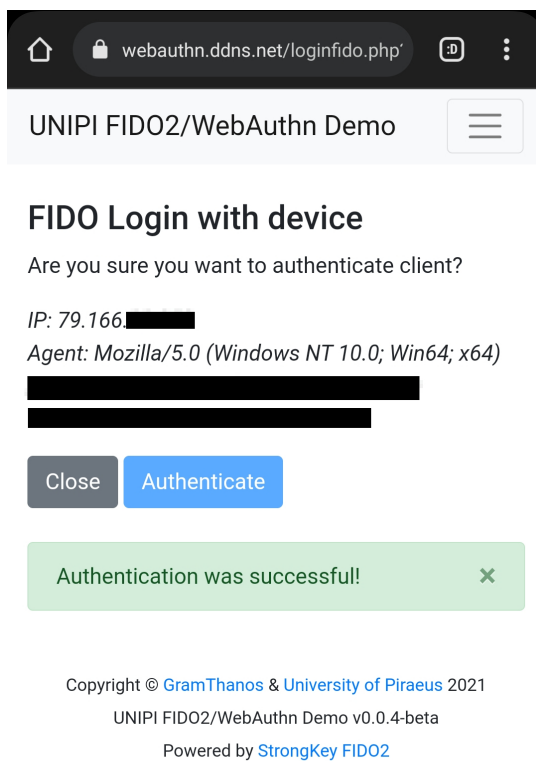 webauthn.ddns.net/loginfido.php
:D
UNIPI FIDO2/WebAuthn Demo
FIDO Login with device
Are you sure you want to authenticate client?
IP: 79.166.
Agent: Mozilla/5.0 (Windows NT 10.0; Win64; x64)
Close Authenticate
Authentication was successful! ×
Copyright © GramThanos & University of Piraeus 2021
UNIPI FIDO2/WebAuthn Demo v0.0.4-beta
Powered by StrongKey FIDO2